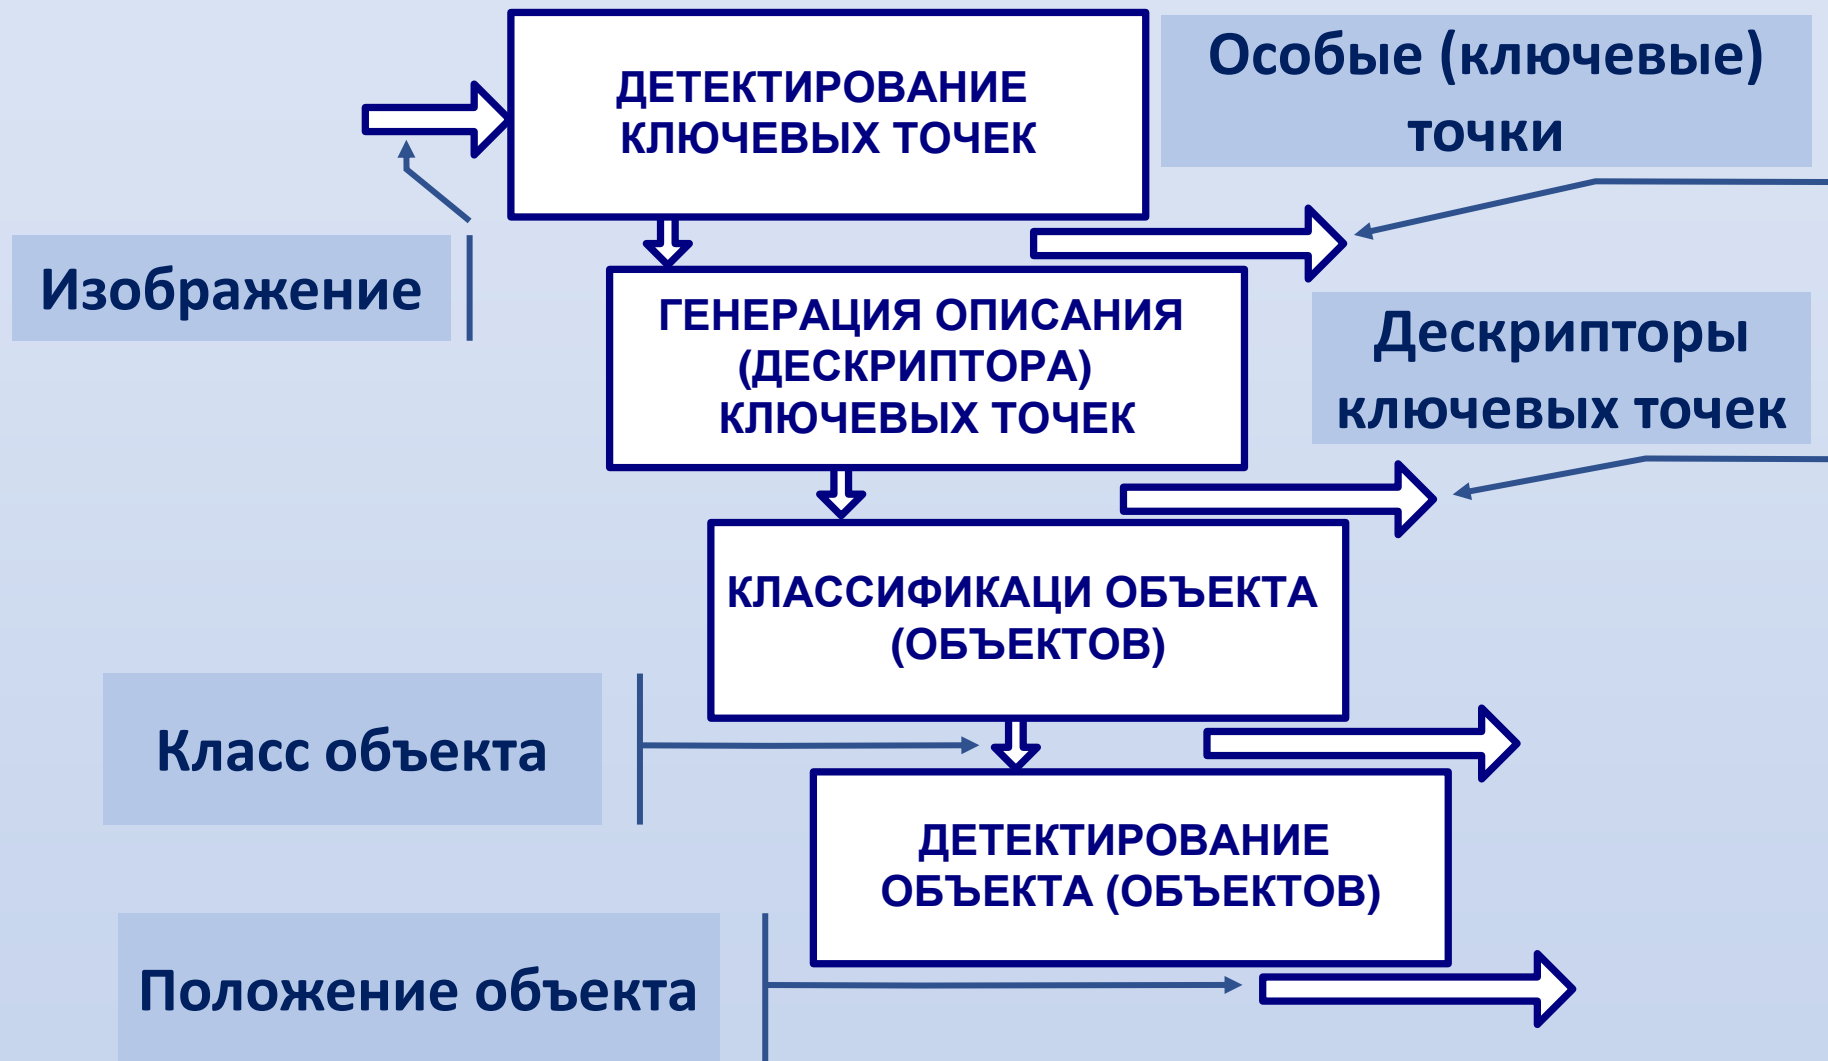 ДЕТЕКТИРОВАНИЕ
КЛЮЧЕВЫХ ТОЧЕК
Особые (ключевые)
точки
Изображение
ГЕНЕРАЦИЯ ОПИСАНИЯ
(ДЕСКРИПТОРА)
КЛЮЧЕВЫХ ТОЧЕК
Дескрипторы
ключевых точек
КЛАССИФИКАЦИ ОБЪЕКТА
(ОБЪЕКТОВ)
Класс объекта
ДЕТЕКТИРОВАНИЕ
ОБЪЕКТА (ОБЪЕКТОВ)
Положение объекта